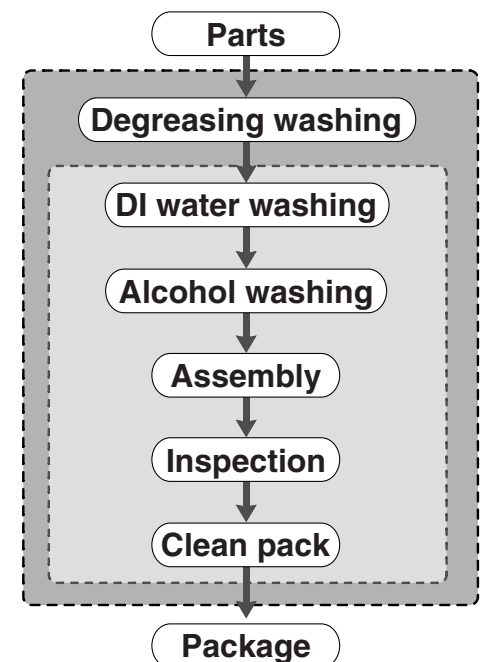 Parts
Degreasing washing
DI water washing
Alcohol washing
Assembly
Inspection
Clean pack
Package